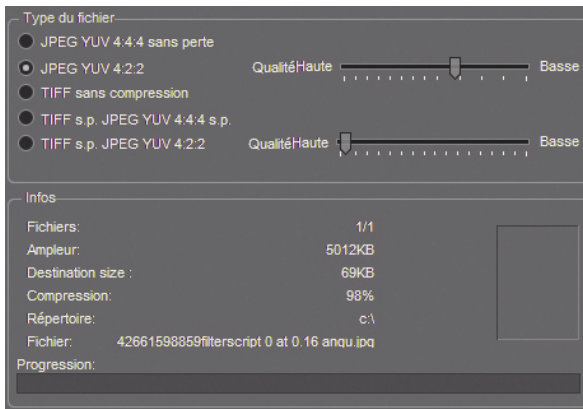 Type du fichier
JPEG YUV 4:4:4 sans perte
JPEG YUV 4:2:2 QualitéHaute Basse
TIFF sans compression
TIFF s.p. JPEG YUV 4:4:4 s.p.
TIFF s.p. JPEG YUV 4:2:2 QualitéHaute Basse
Infos
Fichiers: 1/1
Ampleur: 5012KB
Destination size : 69KB
Compression: 98%
Répertoire: c:\
Fichier: 42661598859filterscript 0 at 0.16 angu.jpg
Progression: